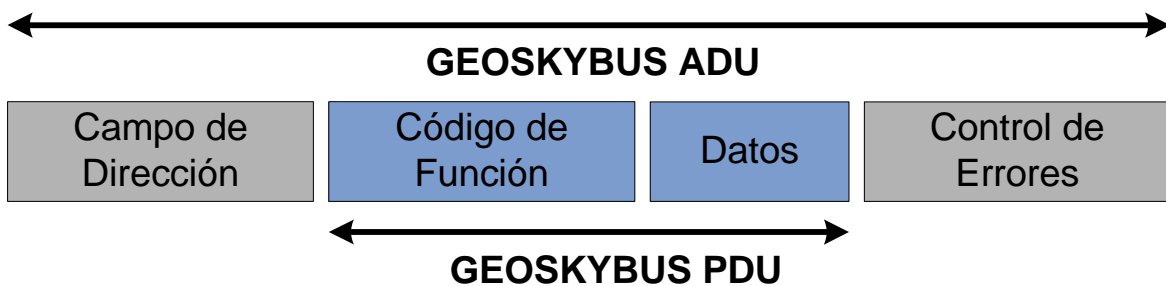 GEOSKYBUS ADU
Campo de
Dirección
Código de
Función
Datos
Control de
Errores
GEOSKYBUS PDU